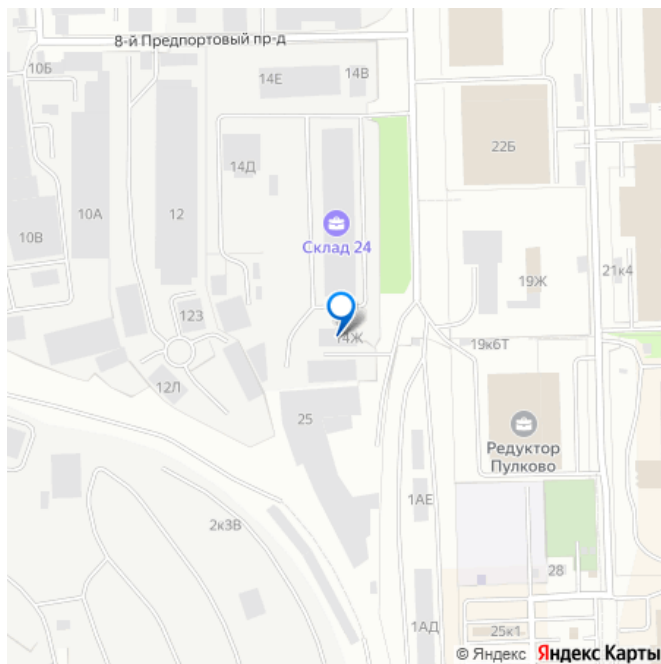 8-й Предпортовый пр-д
10Б
14Е
14В
22Б
14Д
10А
12
10В
Склад 24
21к4
19Ж
123
14Ж
19к6Т
12Л
25
Редуктор
Пулково
1АЕ
2к3В
28
1АД
25к1
© Яндекс Яндекс Карты